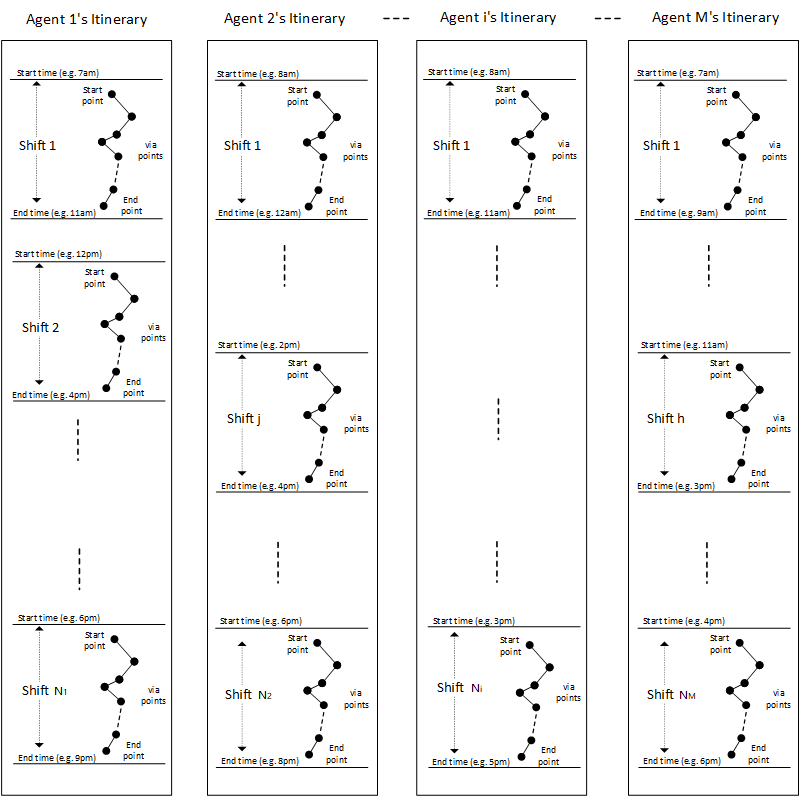 Agent 1's Itinerary
Agent 2's Itinerary
Agent i's Itinerary
Agent M's Itinerary
Start time (e.g. 7am)
Start
point
Shift 1
via
points
End
point
End time (e.g. 11am)
Start time (e.g. 12pm)
Start
point
Shift 2
via
points
End
point
End time (e.g. 4pm)
Start time (e.g. 6pm)
Start
point
Shift N1
via
points
End
point
End time (e.g. 9pm)
Start time (e.g. 8am)
Start
point
Shift 1
via
points
End
point
End time (e.g. 12am)
Start time (e.g. 2pm)
Start
point
Shift j
via
points
End
point
End time (e.g. 4pm)
Start time (e.g. 6pm)
Start
point
Shift N2
via
points
End
point
End time (e.g. 8pm)
Start time (e.g. 8am)
Start
point
Shift 1
via
points
End
point
End time (e.g. 11am)
Start time (e.g. 3pm)
Start
point
Shift Ni
via
points
End
point
End time (e.g. 5pm)
Start time (e.g. 7am)
Start
point
Shift 1
via
points
End
point
End time (e.g. 9am)
Start time (e.g. 11am)
Start
point
Shift h
via
points
End
point
End time (e.g. 3pm)
Start time (e.g. 4pm)
Start
point
Shift NM
via
points
End
point
End time (e.g. 6pm)